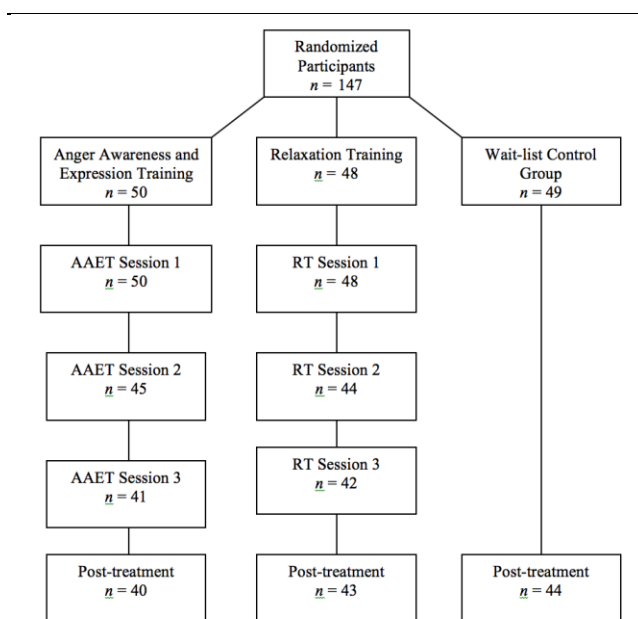 Randomized
Participants
n = 147
Anger Awareness and
Expression Training
n = 50
Relaxation Training
n = 48
Wait-list Control
Group
n = 49
AAET Session 1
n = 50
RT Session 1
n = 48
AAET Session 2
n = 45
RT Session 2
n = 44
AAET Session 3
n = 41
RT Session 3
n = 42
Post-treatment
n = 40
Post-treatment
n = 43
Post-treatment
n = 44